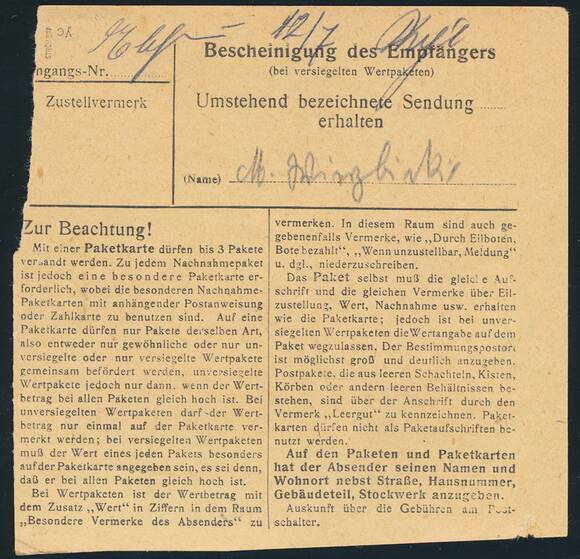 12/7
Bescheinigung des Empfängers
(bei versiegelten Wertpaketen)
ngangs-Nr.
Zustellvermerk
Umstehend bezeichnete Sendung
erhalten
(Name) M. Wierzbicki
Zur Beachtung!
Mit einer Paketkarte dürfen bis 3 Pakete
versandt werden. Zu jedem Nachnahmepaket
ist jedoch eine besondere Paketkarte er-
forderlich, wobei die besonderen Nachnahme-
Paketkarten mit anhängender Postanweisung
oder Zahlkarte zu benutzen sind. Auf eine
Paketkarte dürfen nur Pakete derselben Art,
also entweder nur gewöhnliche oder nur un-
versiegelte oder nur versiegelte Wertpakete
gemeinsam befördert werden, unversiegelte
Wertpakete jedoch nur dann, wenn der Wert-
betrag bei allen Paketen gleich hoch ist. Bei
unversiegelten Wertpaketen darf der Wert-
betrag nur einmal auf der Paketkarte ver-
merkt werden; bei versiegelten Wertpaketen
muß der Wert eines jeden Pakets besonders
auf der Paketkarte angegeben sein, es sei denn,
daß er bei allen Paketen gleich hoch ist.
Bei Wertpaketen ist der Wertbetrag mit
dem Zusatz „Wert" in Ziffern in dem Raum
„Besondere Vermerke des Absenders" zu
vermerken. In diesem Raum sind auch ge-
gebenenfalls Vermerke, wie „Durch Eilboten,
Bote bezahlt", „Wenn unzustellbar, Meldung"
u. dgl., niederzuschreiben.
Das Paket selbst muß die gleiche Auf-
schrift und die gleichen Vermerke über Eil-
zustellung, Wert, Nachnahme usw. erhalten
wie die Paketkarte; jedoch ist bei unver-
siegelten Wertpaketen die Wertangabe auf dem
Paket wegzulassen. Der Bestimmungspostort
ist möglichst groß und deutlich anzugeben.
Postpakete, die aus leeren Schachteln, Kisten,
Körben oder andern leeren Behältnissen be-
stehen, sind über der Anschrift durch den
Vermerk „Leergut" zu kennzeichnen. Paket-
karten dürfen nicht als Paketaufschriften be-
nutzt werden.
Auf den Paketen und Paketkarten
hat der Absender seinen Namen und
Wohnort nebst Straße, Hausnummer,
Gebäudeteil, Stockwerk anzugeben.
Auskunft über die Gebühren am Post-
schalter.